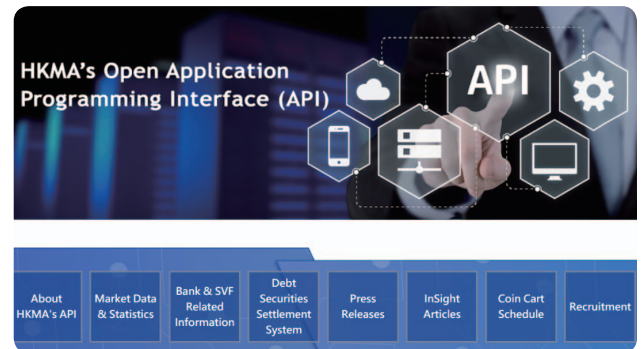 HKMA's Open Application
Programming Interface (API)
API
About
HKMA's API
Market Data
& Statistics
Bank & SVF
Related
Information
Debt
Securities
Settlement
System
Press
Releases
InSight
Articles
Coin Cart
Schedule
Recruitment